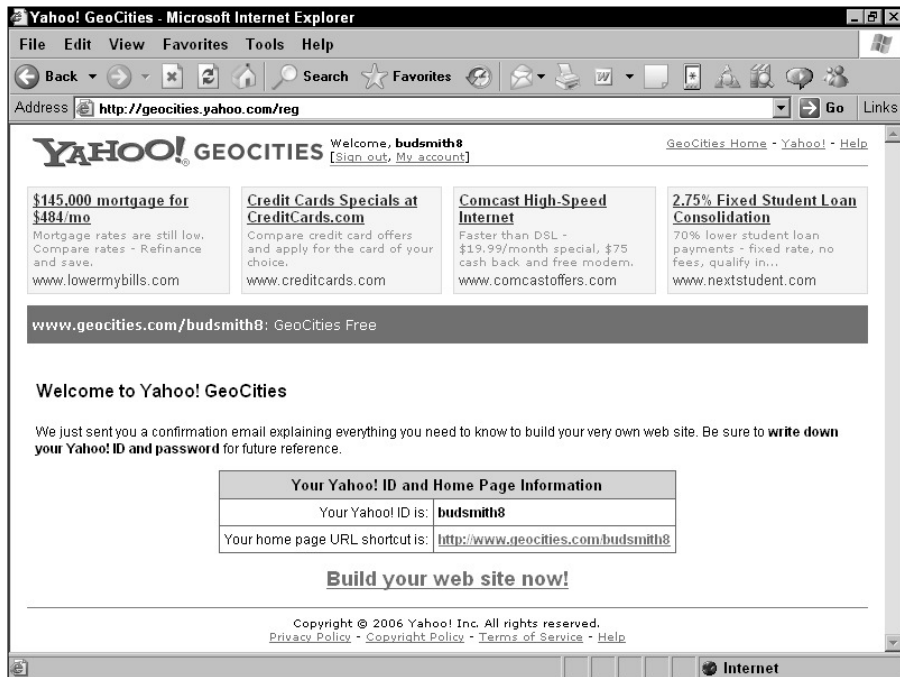 Yahoo! GeoCities - Microsoft Internet Explorer
File Edit View Favorites Tools Help
Back Search Favorites
Address http://geocities.yahoo.com/reg Go Links
YAHOO! GEOCITIES Welcome, budsmith8
[Sign out, My account]
GeoCities Home - Yahoo! - Help
$145,000 mortgage for
$484/mo
Mortgage rates are still low.
Compare rates - Refinance
and save.
www.lowermybills.com
Credit Cards Specials at
CreditCards.com
Compare credit card offers
and apply for the card of your
choice.
www.creditcards.com
Comcast High-Speed
Internet
Faster than DSL -
$19.99/month special, $75
cash back and free modem.
www.comcastoffers.com
2.75% Fixed Student Loan
Consolidation
70% lower student loan
payments - fixed rate, no
fees, qualify in...
www.nextstudent.com
www.geocities.com/budsmith8: GeoCities Free
Welcome to Yahoo! GeoCities
We just sent you a confirmation email explaining everything you need to know to build your very own web site. Be sure to write down
your Yahoo! ID and password for future reference.
Your Yahoo! ID and Home Page Information
Your Yahoo! ID is: budsmith8
Your home page URL shortcut is: http://www.geocities.com/budsmith8
Build your web site now!
Copyright © 2006 Yahoo! Inc. All rights reserved.
Privacy Policy - Copyright Policy - Terms of Service - Help
Internet